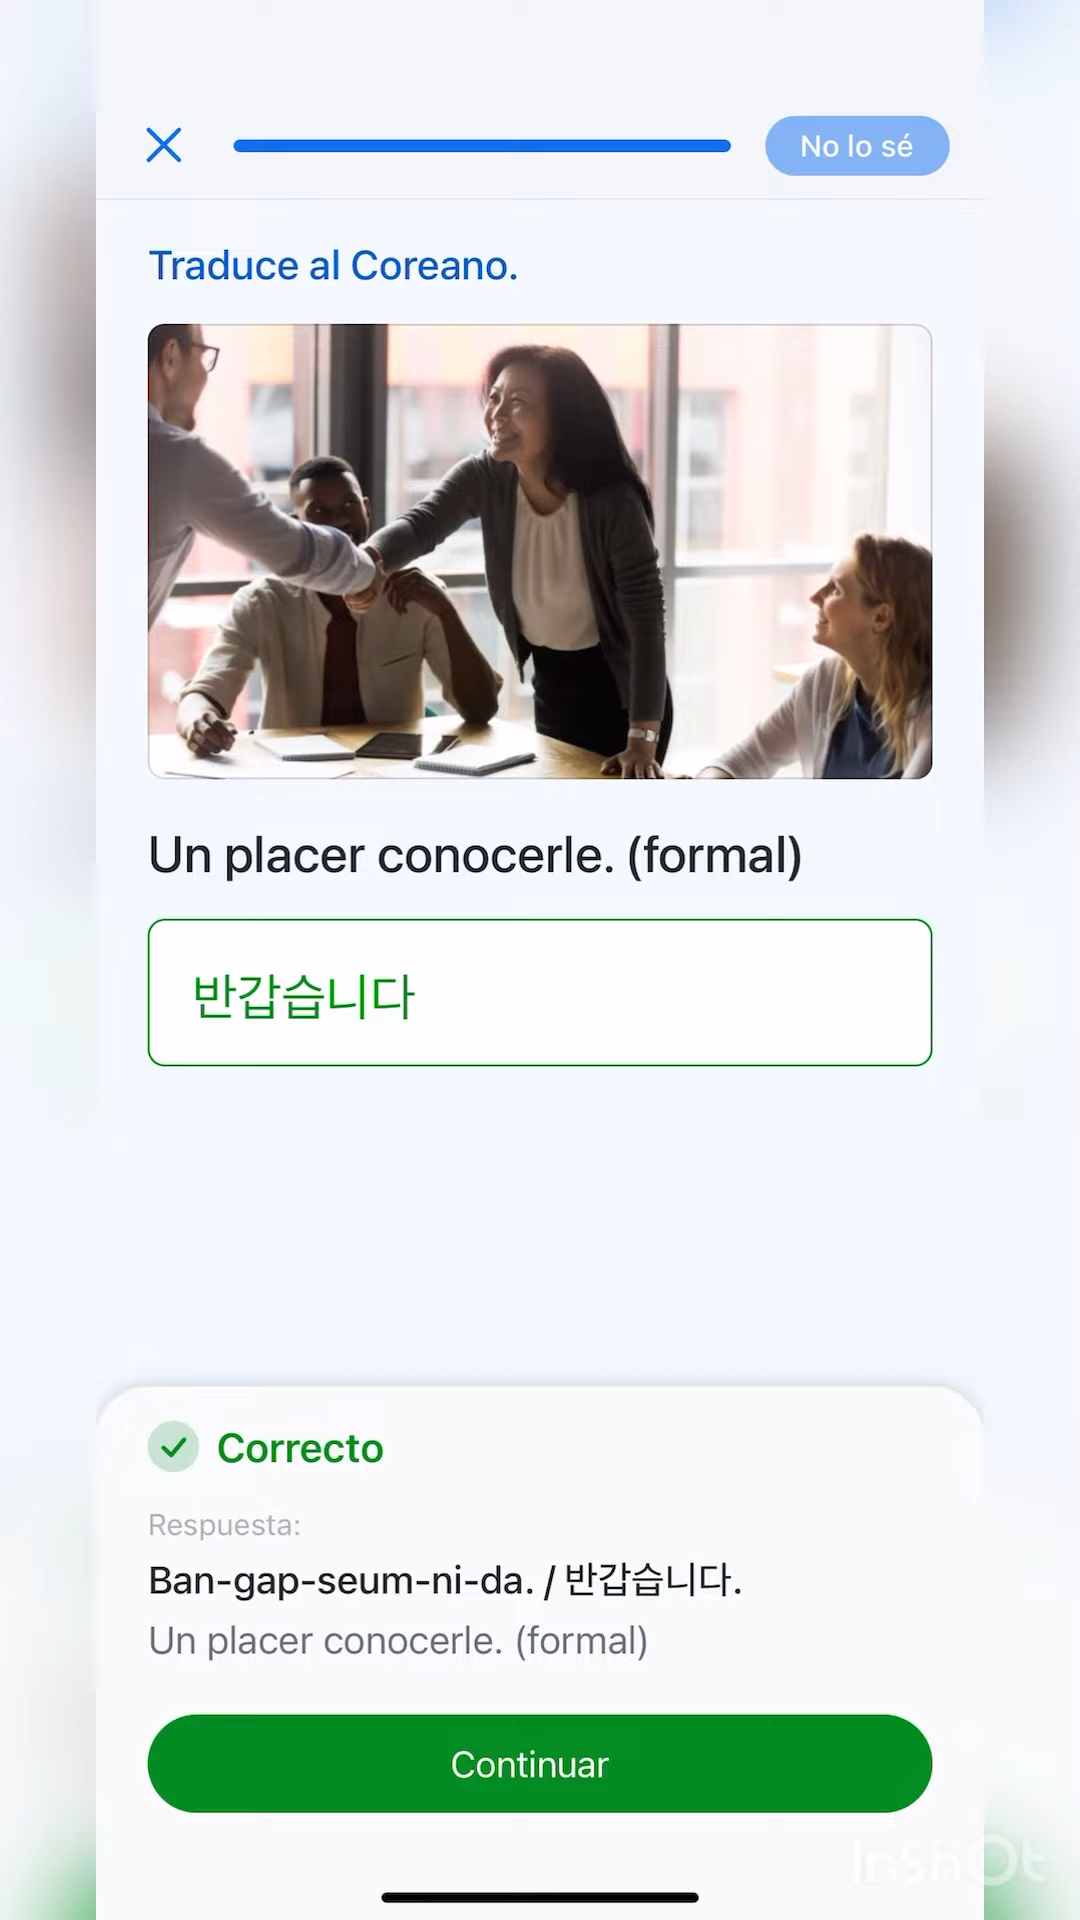 No lo sé
Traduce al Coreano.
Un placer conocerle. (formal)
반갑습니다
Correcto
Respuesta:
Ban-gap-seum-ni-da. / 반갑습니다.
Un placer conocerle. (formal)
Continuar
InShOt